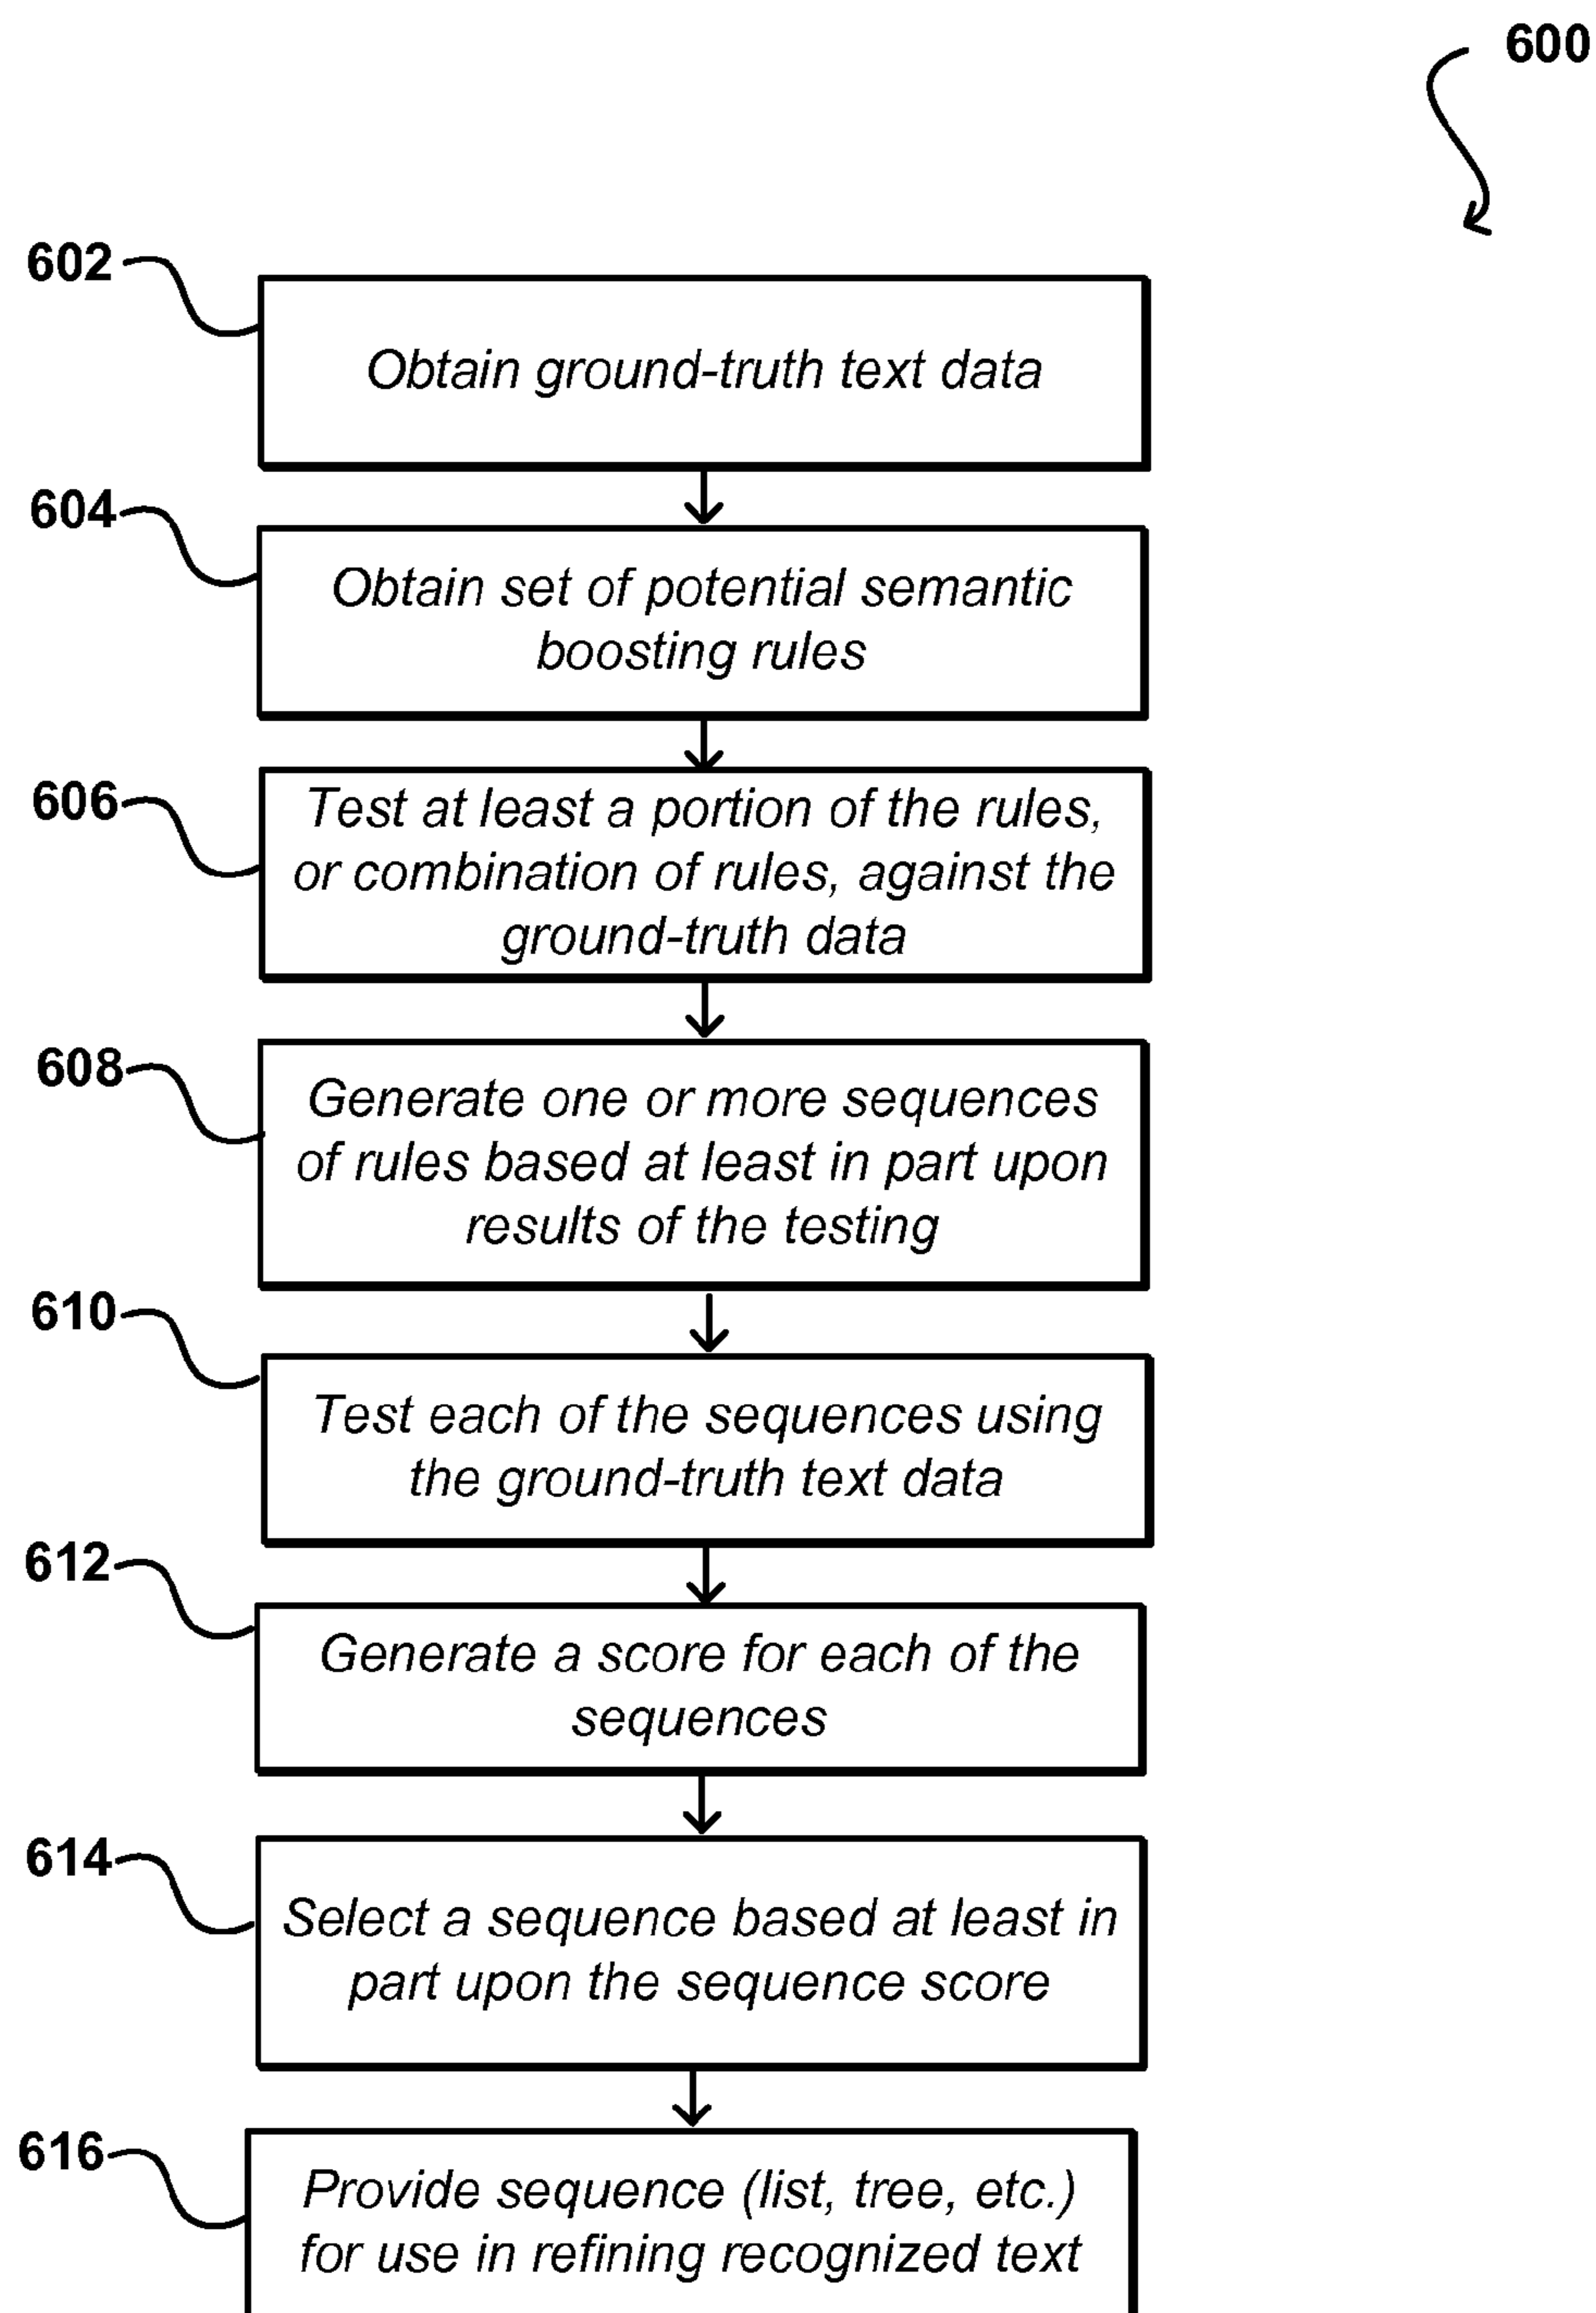 600
602
Obtain ground-truth text data
604
Obtain set of potential semantic
boosting rules
606
Test at least a portion of the rules,
or combination of rules, against the
ground-truth data
608
Generate one or more sequences
of rules based at least in part upon
results of the testing
610
Test each of the sequences using
the ground-truth text data
612
Generate a score for each of the
sequences
614
Select a sequence based at least in
part upon the sequence score
616
Provide sequence (list, tree, etc.)
for use in refining recognized text